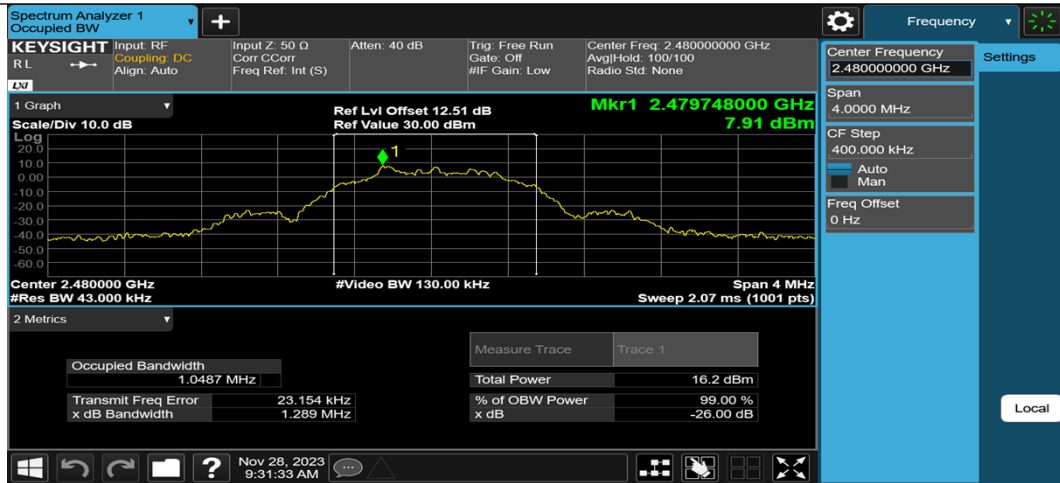 Spectrum Analyzer 1
Occupied BW
+
Frequency
KEYSIGHT
RL
LXI
Input: RF
Coupling: DC
Align: Auto
Input Z: 50 Ω
Corr CCorr
Freq Ref: Int (S)
Atten: 40 dB
Trig: Free Run
Gate: Off
#IF Gain: Low
Center Freq: 2.480000000 GHz
Avg|Hold: 100/100
Radio Std: None
1 Graph
Scale/Div 10.0 dB
Ref Lvl Offset 12.51 dB
Ref Value 30.00 dBm
Mkr1 2.479748000 GHz
7.91 dBm
Log
20.0
10.0
0.00
-10.0
-20.0
-30.0
-40.0
-50.0
-60.0
1
Center 2.480000 GHz
#Res BW 43.000 kHz
#Video BW 130.00 kHz
Span 4 MHz
Sweep 2.07 ms (1001 pts)
2 Metrics
Measure Trace Trace 1
Occupied Bandwidth
1.0487 MHz
Total Power 16.2 dBm
Transmit Freq Error 23.154 kHz
% of OBW Power 99.00 %
x dB Bandwidth 1.289 MHz
x dB -26.00 dB
Center Frequency
2.480000000 GHz
Settings
Span
4.0000 MHz
CF Step
400.000 kHz
Auto
Man
Freq Offset
0 Hz
Local
?
Nov 28, 2023
9:31:33 AM